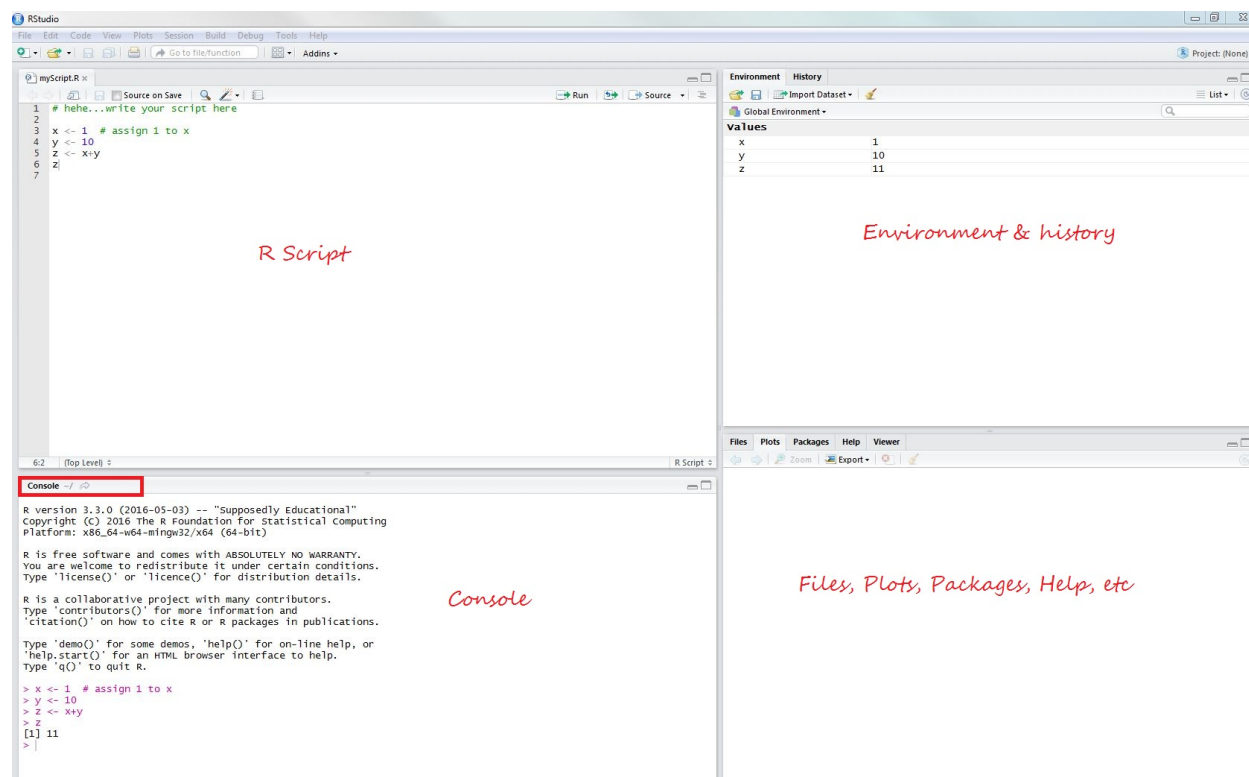 RStudio
File Edit Code View Plots Session Build Debug Tools Help
Go to file/function Addins Project: (None)
myScript.R
Source on Save Run Source
1 # hehe...write your script here
2
3 x <- 1 # assign 1 to x
4 y <- 10
5 z <- x+y
6 z
7
R Script
6:2 (Top Level) R Script
Console ~/
R version 3.3.0 (2016-05-03) -- "Supposedly Educational"
Copyright (C) 2016 The R Foundation for Statistical Computing
Platform: x86_64-w64-mingw32/x64 (64-bit)
R is free software and comes with ABSOLUTELY NO WARRANTY.
You are welcome to redistribute it under certain conditions.
Type 'license()' or 'licence()' for distribution details.
R is a collaborative project with many contributors.
Type 'contributors()' for more information and
'citation()' on how to cite R or R packages in publications.
Type 'demo()' for some demos, 'help()' for on-line help, or
'help.start()' for an HTML browser interface to help.
Type 'q()' to quit R.
> x <- 1 # assign 1 to x
> y <- 10
> z <- x+y
> z
[1] 11
>
Console
Environment History
Import Dataset List
Global Environment
Values
x 1
y 10
z 11
Environment & history
Files Plots Packages Help Viewer
Zoom Export
Files, Plots, Packages, Help, etc